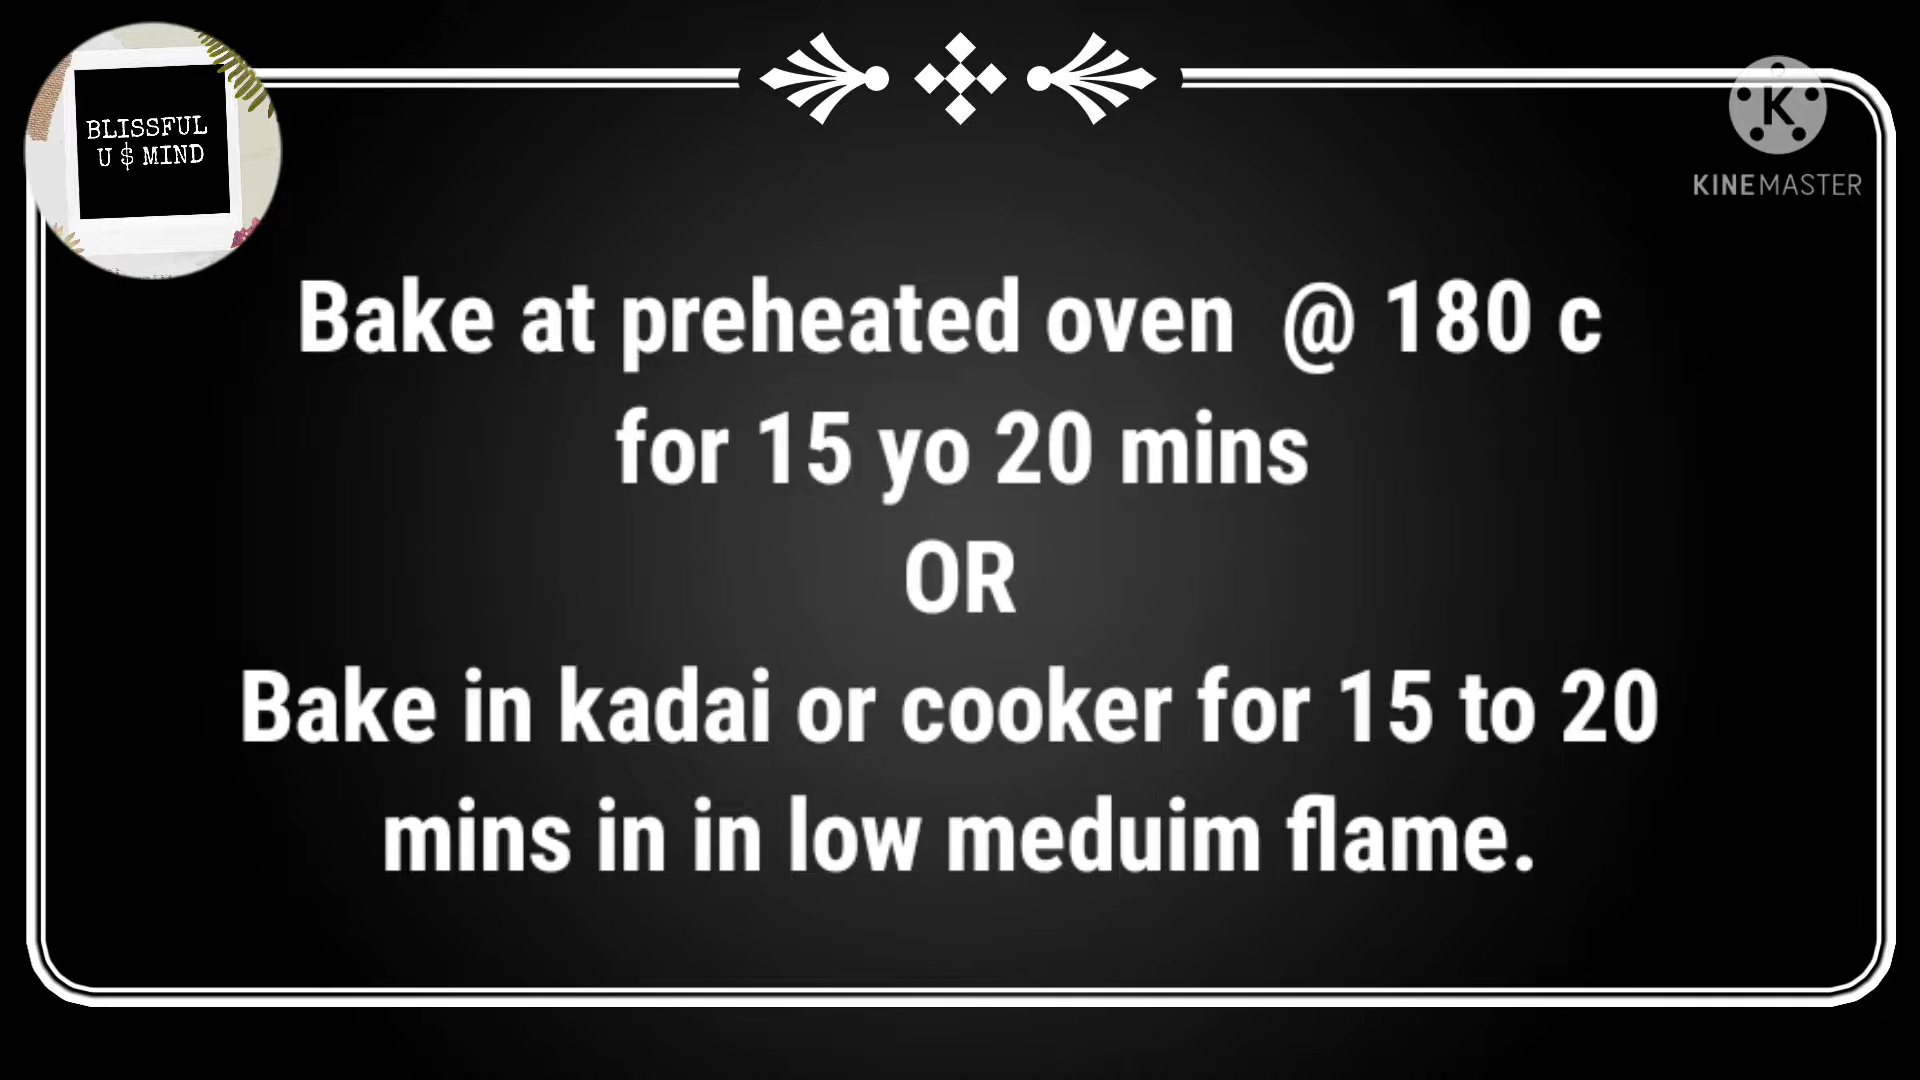 BLISSFUL
U $ MIND
K
KINEMASTER
Bake at preheated oven @ 180 c
for 15 yo 20 mins
OR
Bake in kadai or cooker for 15 to 20
mins in in low meduim flame.